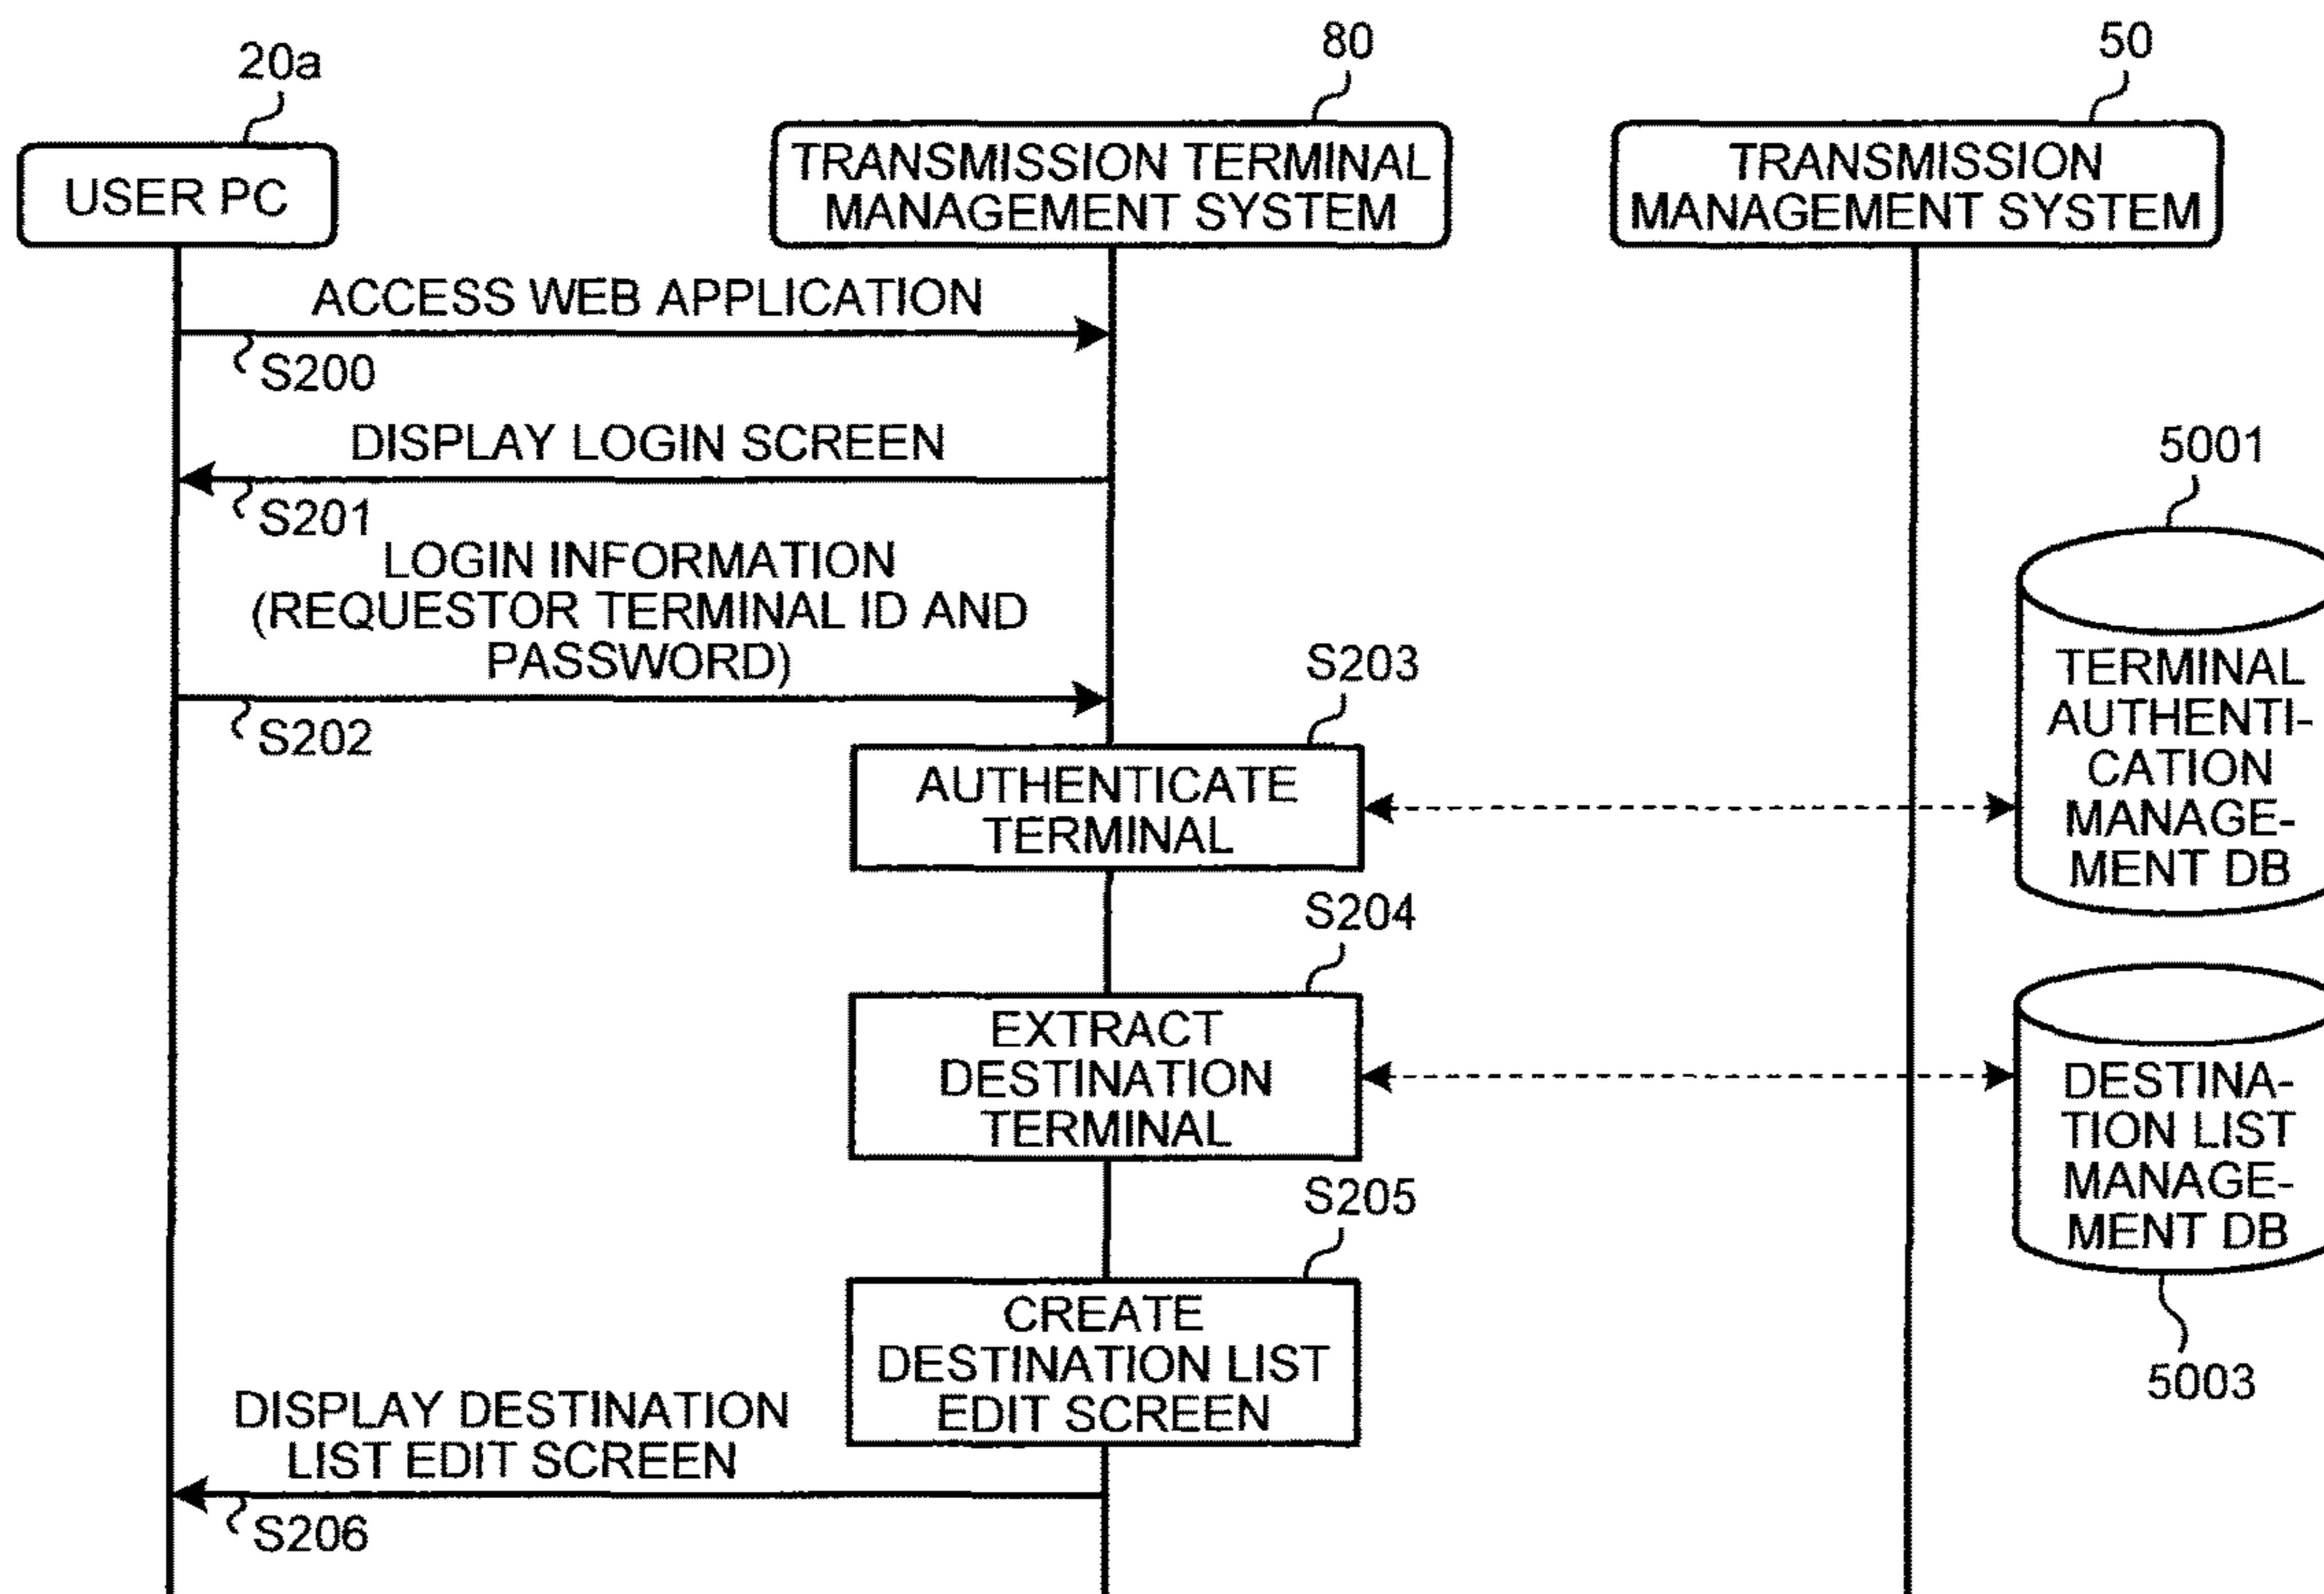 20a
80
50
USER PC
TRANSMISSION TERMINAL
MANAGEMENT SYSTEM
TRANSMISSION
MANAGEMENT SYSTEM
ACCESS WEB APPLICATION
S200
DISPLAY LOGIN SCREEN
S201
LOGIN INFORMATION
(REQUESTOR TERMINAL ID AND
PASSWORD)
S202
S203
AUTHENTICATE
TERMINAL
5001
TERMINAL
AUTHENTI-
CATION
MANAGE-
MENT DB
S204
EXTRACT
DESTINATION
TERMINAL
DESTINA-
TION LIST
MANAGE-
MENT DB
5003
S205
CREATE
DESTINATION LIST
EDIT SCREEN
DISPLAY DESTINATION
LIST EDIT SCREEN
S206